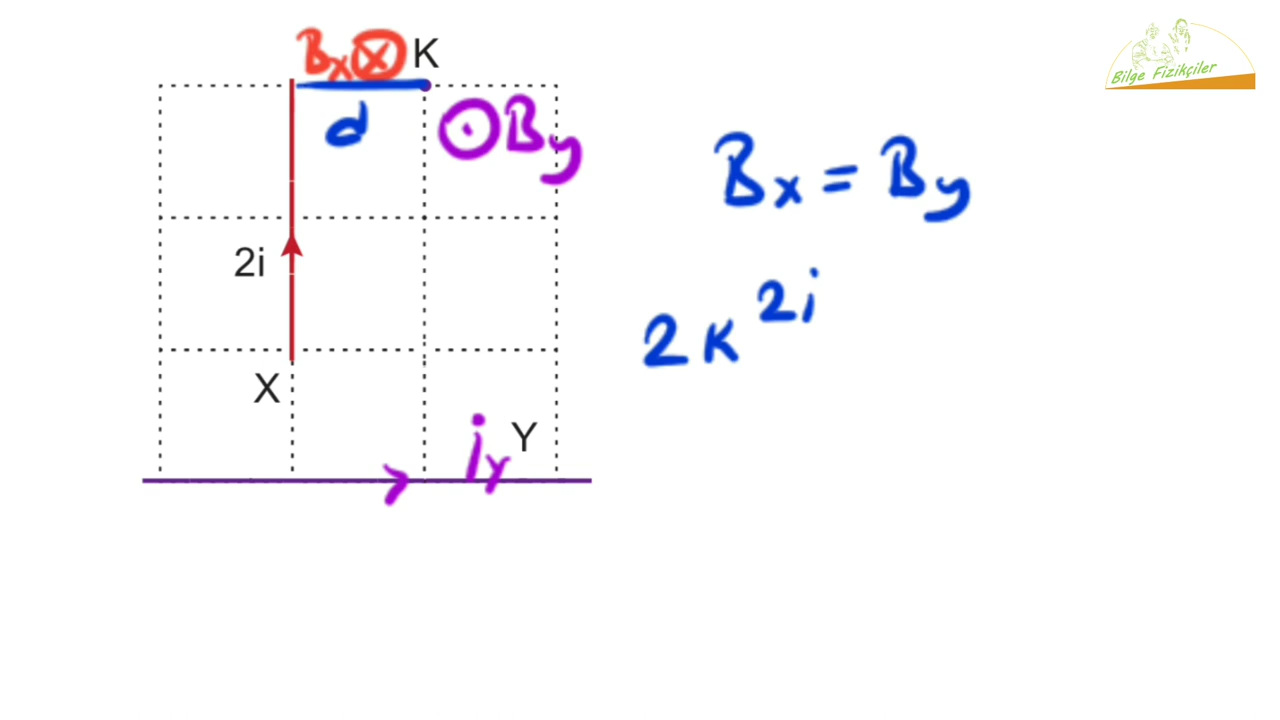 Bx⊗ K
d ⊙By
Bx = By
2i
2K 2i
X
iy Y
Bilge Fizikçiler